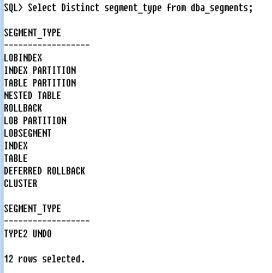 SQL> Select Distinct segment_type from dba_segments;
SEGMENT_TYPE
------------------
LOBINDEX
INDEX PARTITION
TABLE PARTITION
NESTED TABLE
ROLLBACK
LOB PARTITION
LOBSEGMENT
INDEX
TABLE
DEFERRED ROLLBACK
CLUSTER
SEGMENT_TYPE
------------------
TYPE2 UNDO
12 rows selected.